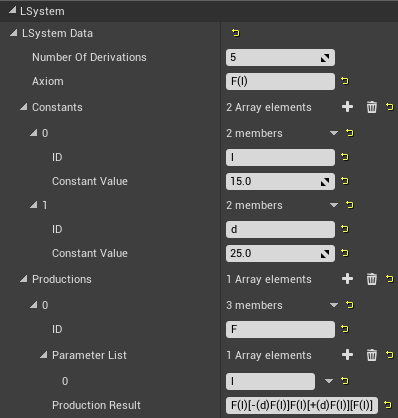 LSystem
LSystem Data
Number Of Derivations 5
Axiom F(l)
Constants 2 Array elements
0 2 members
ID l
Constant Value 15.0
1 2 members
ID d
Constant Value 25.0
Productions 1 Array elements
0 3 members
ID F
Parameter List 1 Array elements
0 l
Production Result F(l)[-(d)F(l)]F(l)[+(d)F(l)][F(l)]